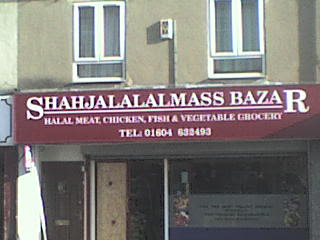 SHAHJALALALMASS BAZAR
HALAL MEAT, CHICKEN, FISH & VEGETABLE GROCERY
TEL: 01604 632493